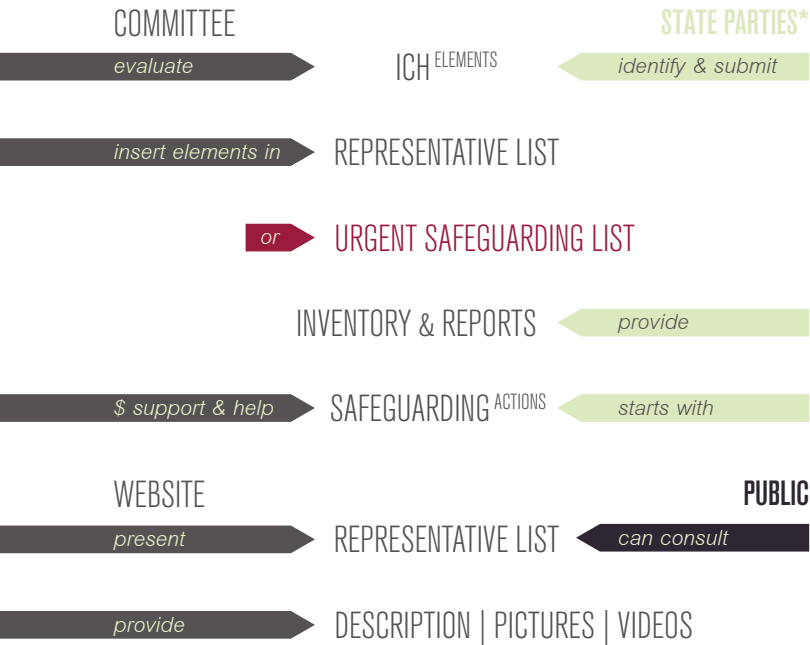 COMMITTEE STATE PARTIES*
evaluate ICH ELEMENTS identify & submit
insert elements in REPRESENTATIVE LIST
or URGENT SAFEGUARDING LIST
INVENTORY & REPORTS provide
$ support & help SAFEGUARDING ACTIONS starts with
WEBSITE PUBLIC
present REPRESENTATIVE LIST can consult
provide DESCRIPTION | PICTURES | VIDEOS